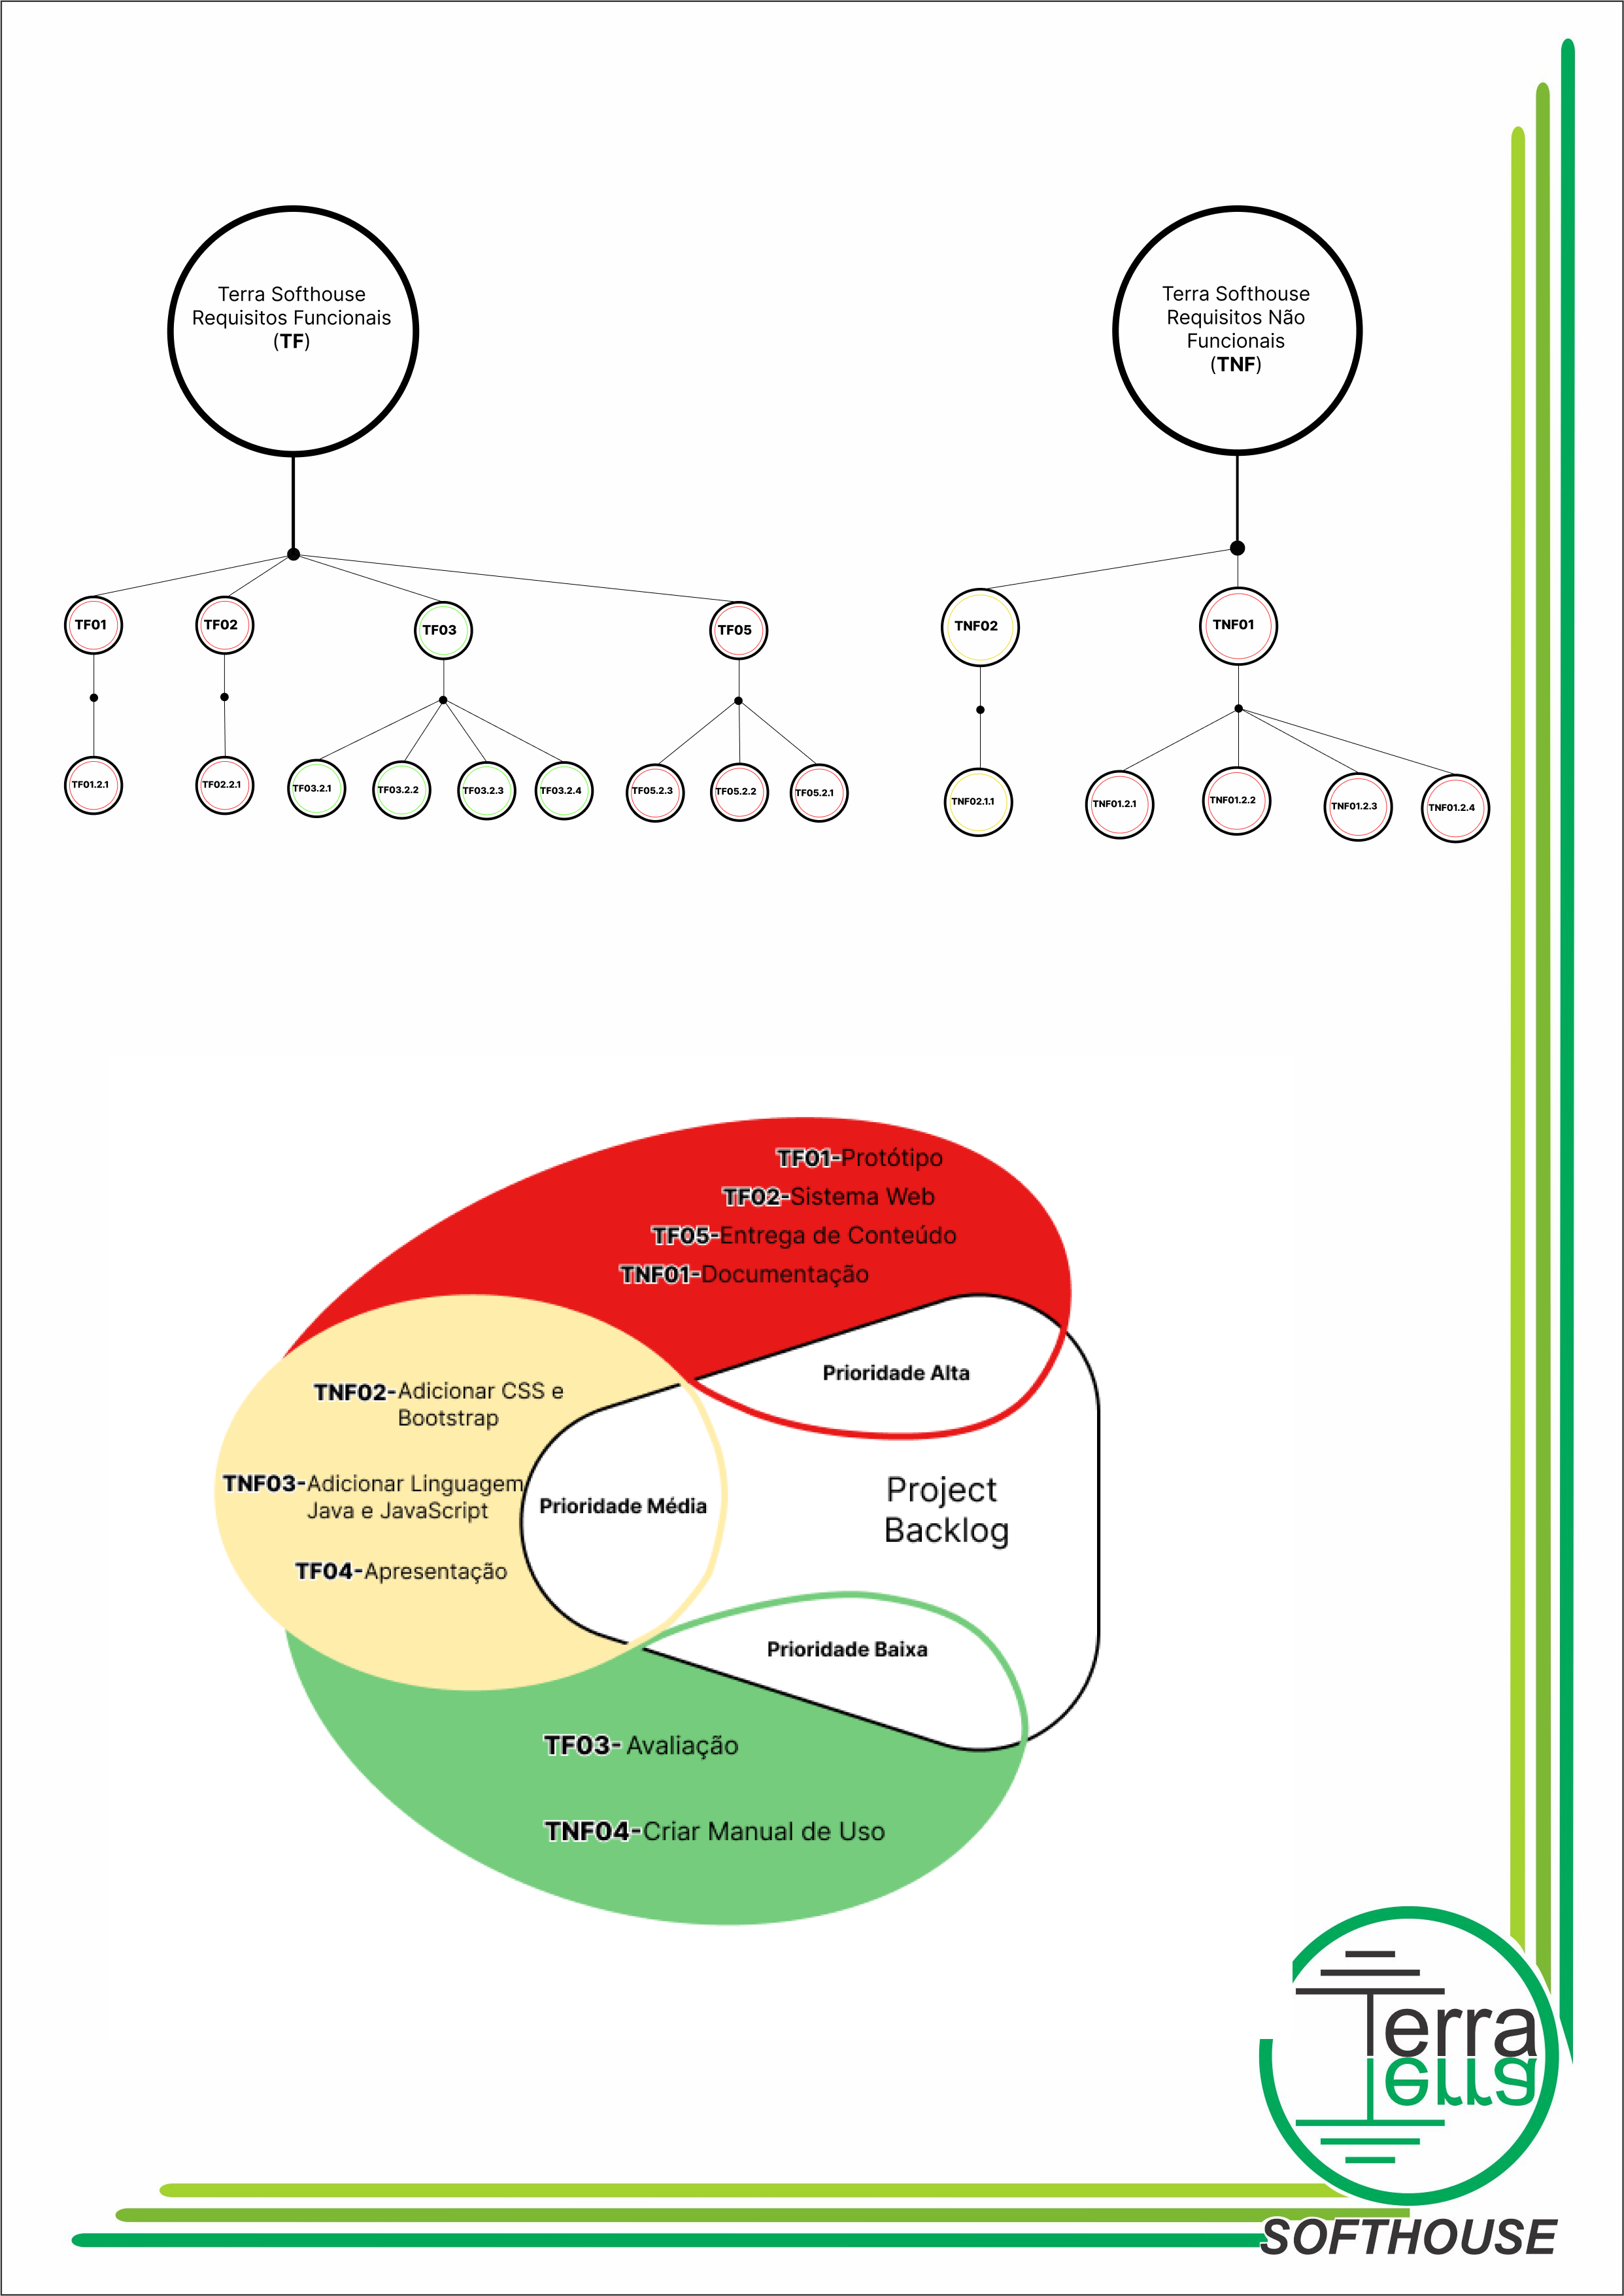 Terra Softhouse
Requisitos Funcionais
(TF)
Terra Softhouse
Requisitos Não
Funcionais
(TNF)
TF01
TF02
TF03
TF05
TNF02
TNF01
TF01.2.1
TF02.2.1
TF03.2.1
TF03.2.2
TF03.2.3
TF03.2.4
TF05.2.3
TF05.2.2
TF05.2.1
TNF02.1.1
TNF01.2.1
TNF01.2.2
TNF01.2.3
TNF01.2.4
TF01-Protótipo
TF02-Sistema Web
TF05-Entrega de Conteúdo
TNF01-Documentação
Prioridade Alta
TNF02-Adicionar CSS e
Bootstrap
TNF03-Adicionar Linguagem
Java e JavaScript
TF04-Apresentação
Prioridade Média
Project
Backlog
Prioridade Baixa
TF03- Avaliação
TNF04-Criar Manual de Uso
Terra
Terra
SOFTHOUSE